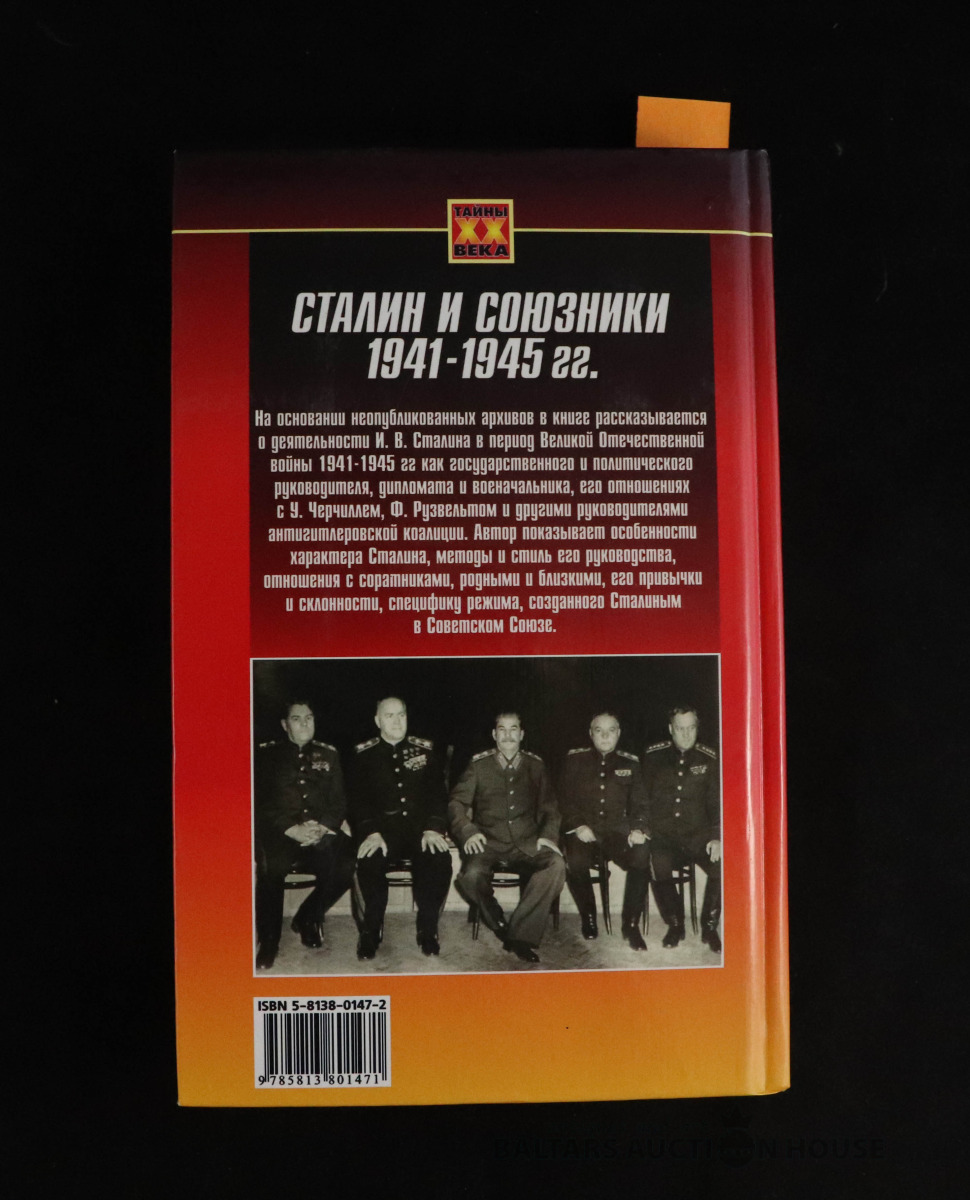 ТАЙНЫ
XX
ВЕКА
СТАЛИН И СОЮЗНИКИ
1941-1945 гг.
На основании неопубликованных архивов в книге рассказывается
о деятельности И. В. Сталина в период Великой Отечественной
войны 1941-1945 гг как государственного и политического
руководителя, дипломата и военачальника, его отношениях
с У. Черчиллем, Ф. Рузвельтом и другими руководителями
антигитлеровской коалиции. Автор показывает особенности
характера Сталина, методы и стиль его руководства,
отношения с соратниками, родными и близкими, его привычки
и склонности, специфику режима, созданного Сталиным
в Советском Союзе.
ISBN 5-8138-0147-2
9 785813 801471
BALTARS AUCTION HOUSE